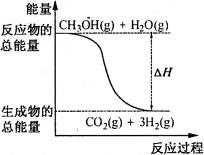 能量
反应物的
总能量
CH₃OH(g) + H₂O(g)
ΔH
生成物的
总能量
CO₂(g) + 3H₂(g)
反应过程